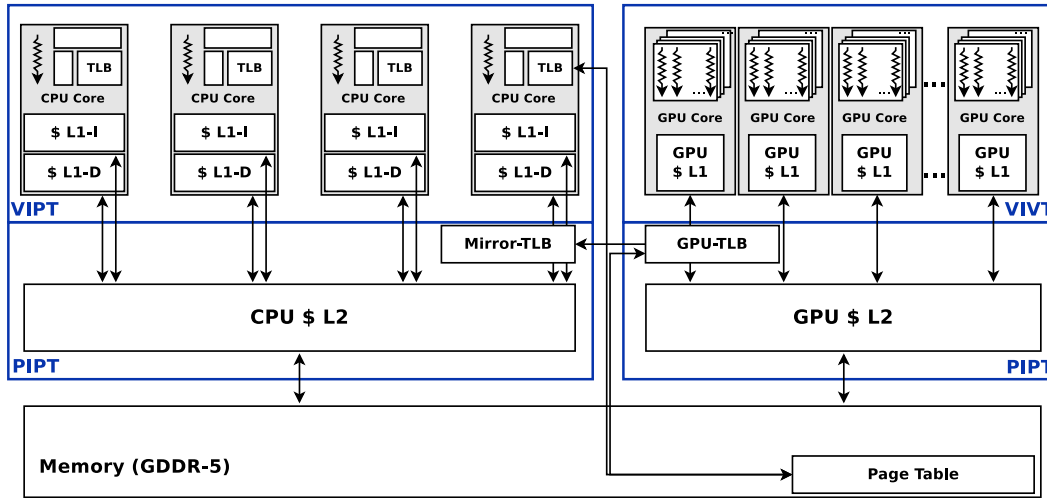 TLB
TLB
TLB
TLB
...
...
...
...
...
...
...
...
...
CPU Core
CPU Core
CPU Core
CPU Core
GPU Core
GPU Core
GPU Core
GPU Core
$ L1-I
$ L1-I
$ L1-I
$ L1-I
$ L1-D
$ L1-D
$ L1-D
$ L1-D
GPU
$ L1
GPU
$ L1
GPU
$ L1
...
GPU
$ L1
VIPT
VIVT
Mirror-TLB
GPU-TLB
CPU $ L2
GPU $ L2
PIPT
PIPT
Memory (GDDR-5)
Page Table